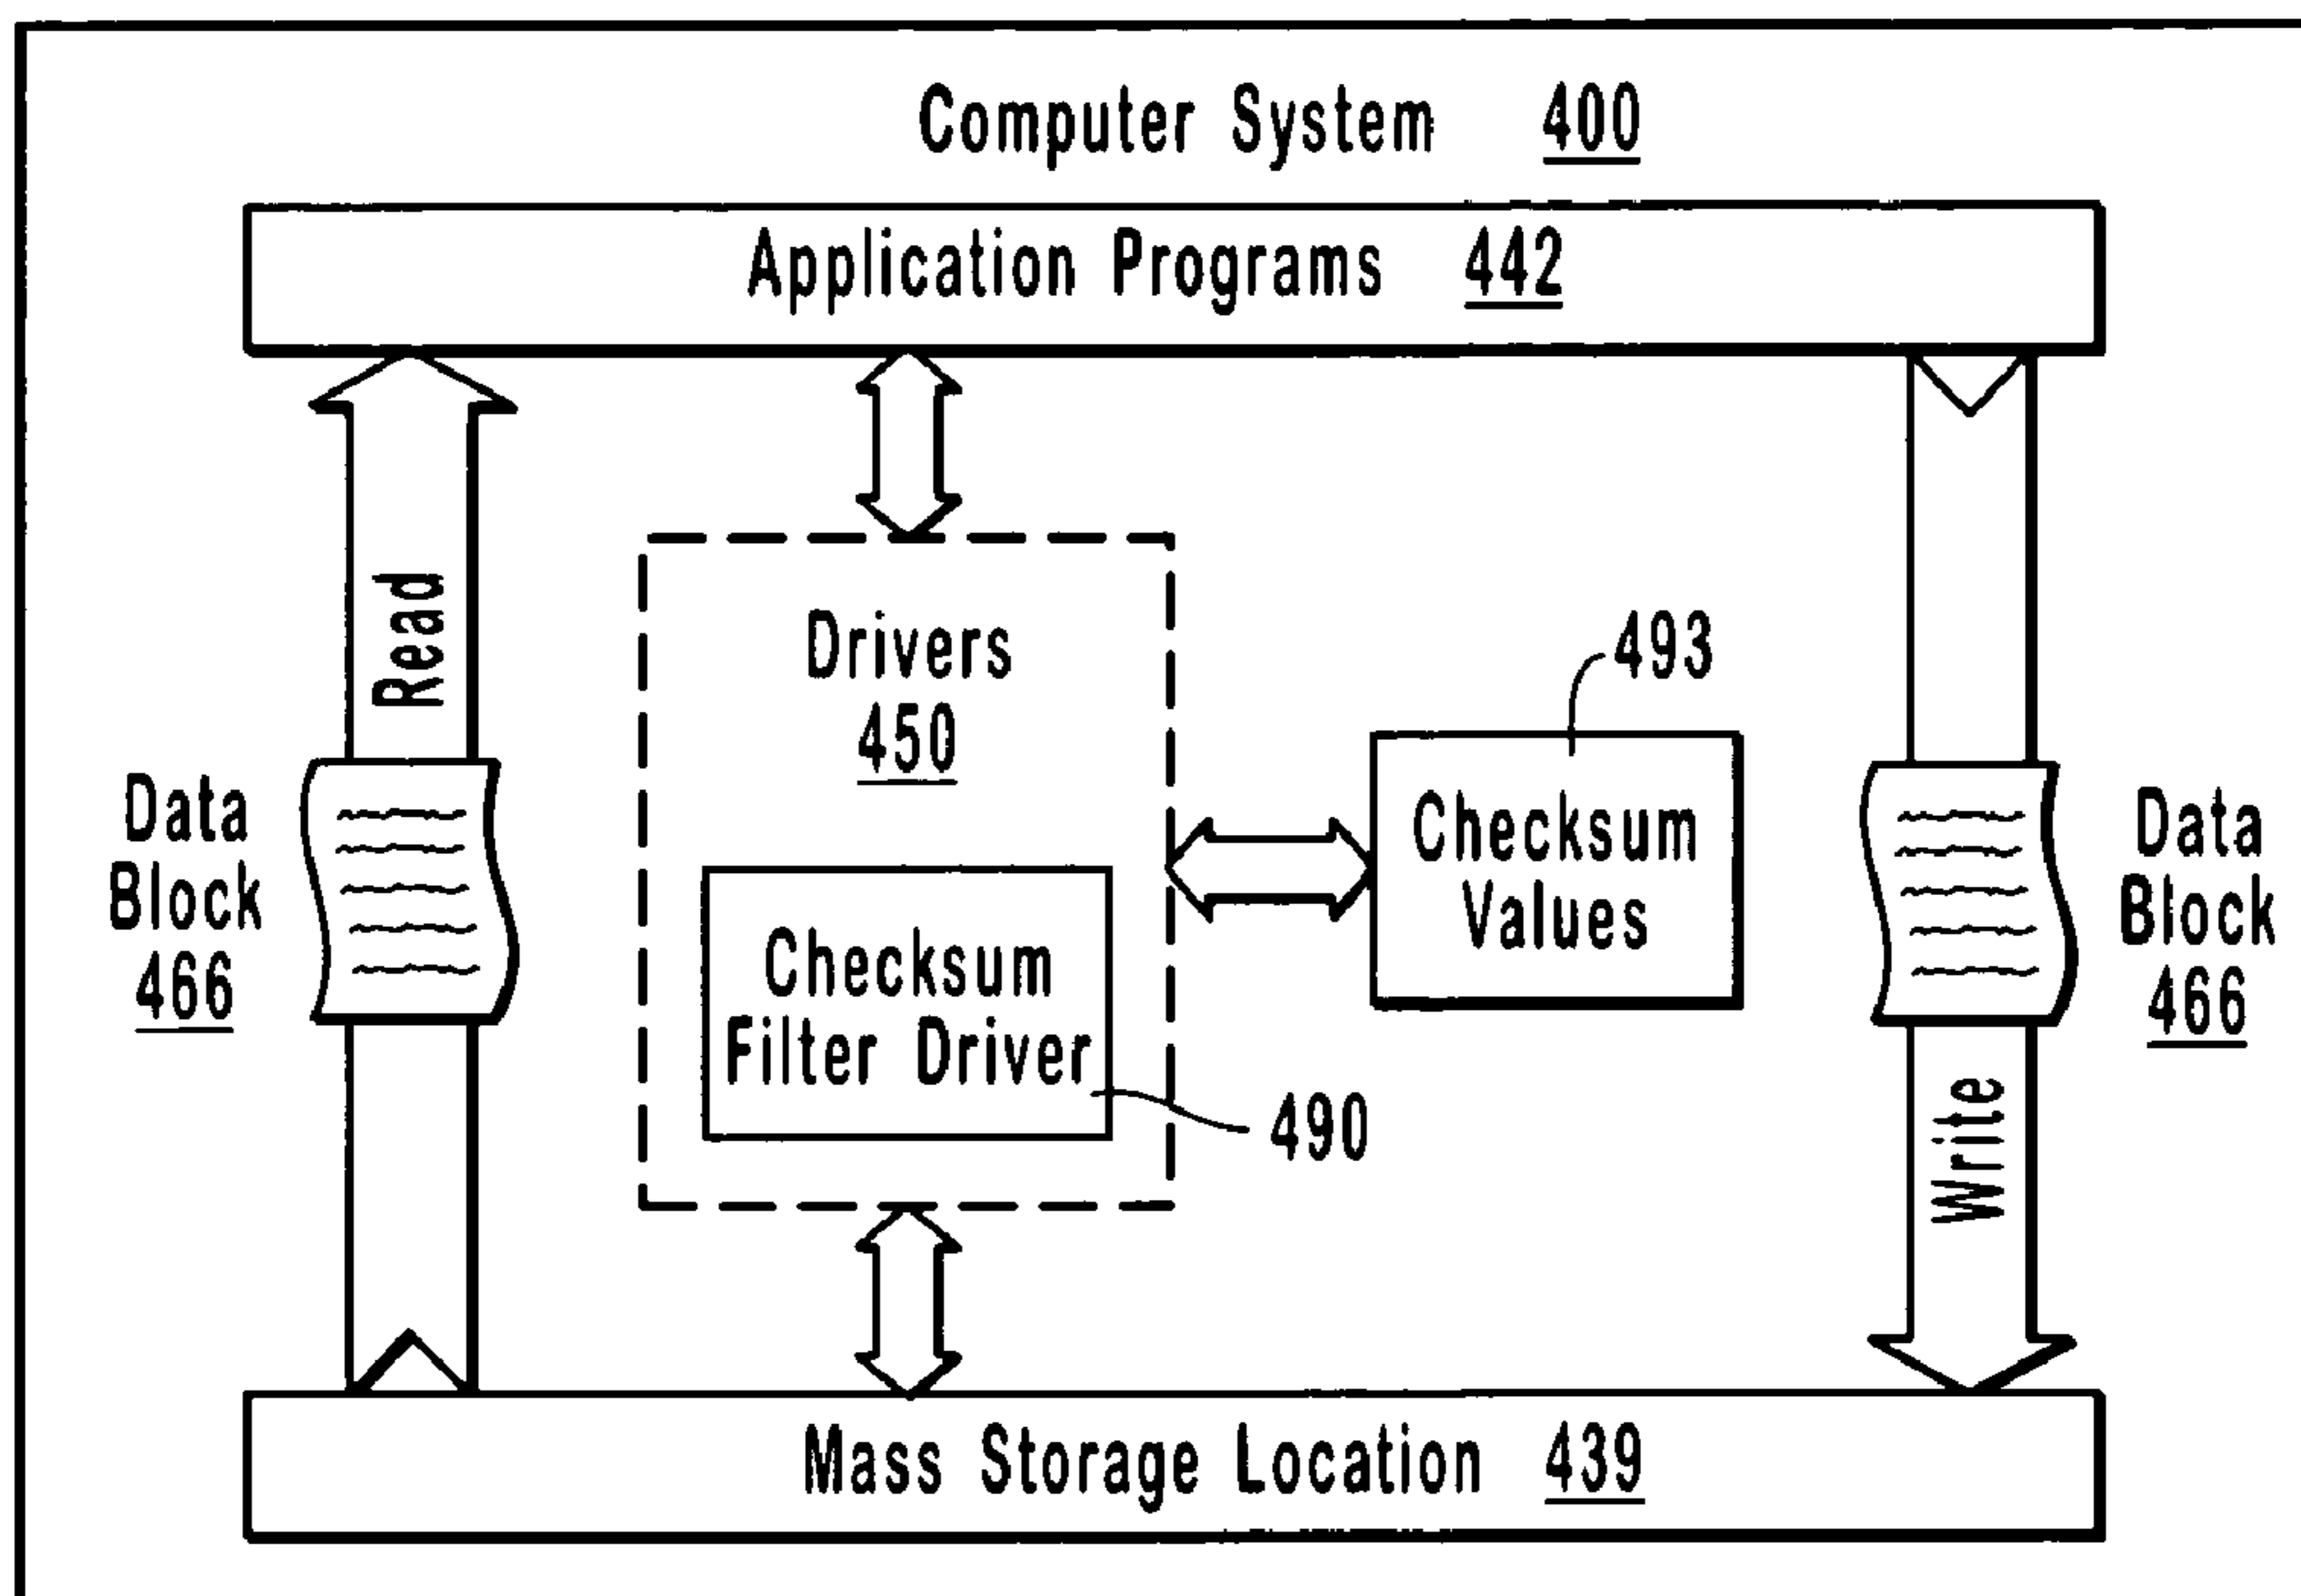 Computer System 400
Application Programs 442
Read
Drivers
450
493
Data
Block
466
Checksum
Values
Data
Block
466
Checksum
Filter Driver
490
Write
Mass Storage Location 439